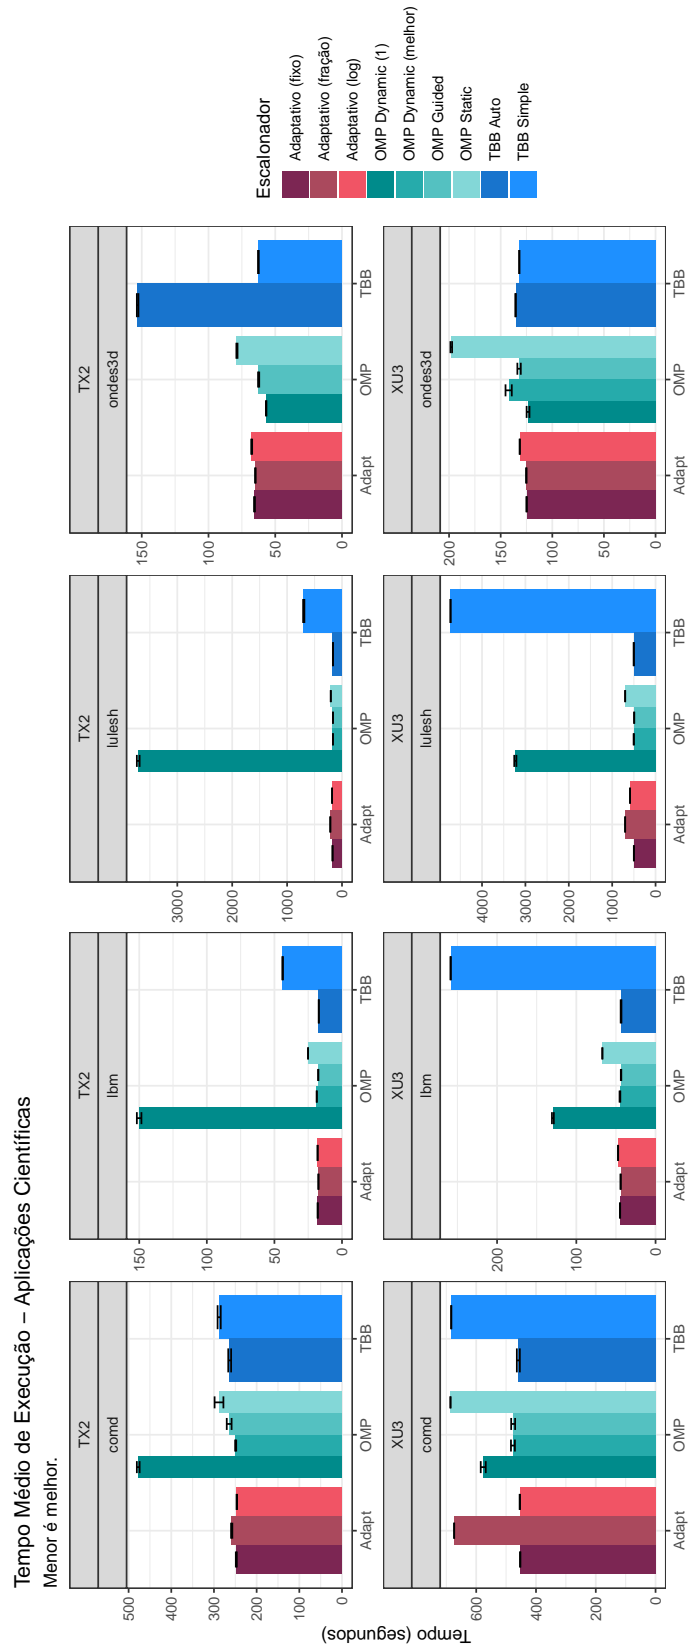 Tempo Médio de Execução – Aplicações Científicas
Menor é melhor.
Tempo (segundos)
TX2
comd
0
100
200
300
400
500
Adapt
OMP
TBB
TX2
lbm
0
50
100
150
Adapt
OMP
TBB
TX2
lulesh
0
1000
2000
3000
Adapt
OMP
TBB
TX2
ondes3d
0
50
100
150
Adapt
OMP
TBB
XU3
comd
0
200
400
600
Adapt
OMP
TBB
XU3
lbm
0
100
200
Adapt
OMP
TBB
XU3
lulesh
0
1000
2000
3000
4000
Adapt
OMP
TBB
XU3
ondes3d
0
50
100
150
200
Adapt
OMP
TBB
Escalonador
Adaptativo (fixo)
Adaptativo (fração)
Adaptativo (log)
OMP Dynamic (1)
OMP Dynamic (melhor)
OMP Guided
OMP Static
TBB Auto
TBB Simple